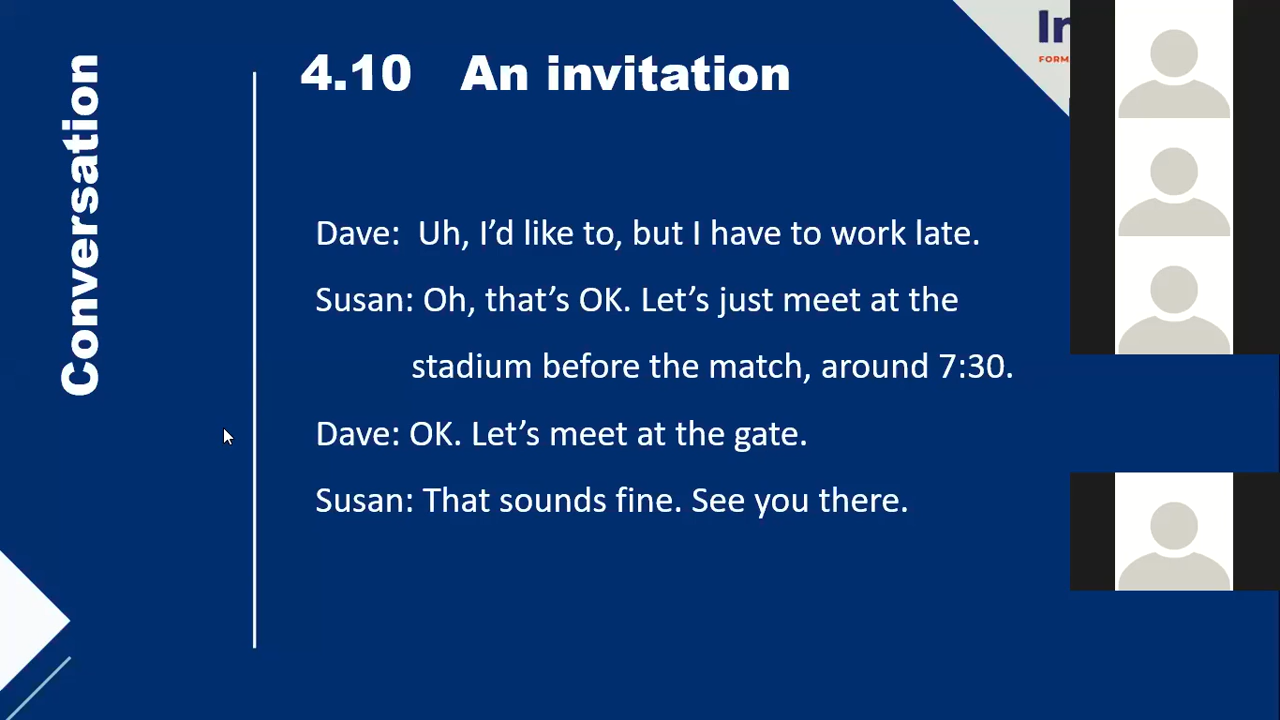 Conversation
4.10 An invitation
Dave: Uh, I’d like to, but I have to work late.
Susan: Oh, that’s OK. Let’s just meet at the
stadium before the match, around 7:30.
Dave: OK. Let’s meet at the gate.
Susan: That sounds fine. See you there.